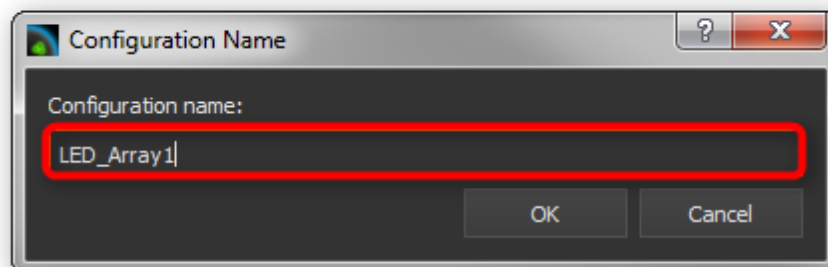 Configuration Name
Configuration name:
LED_Array1
OK
Cancel